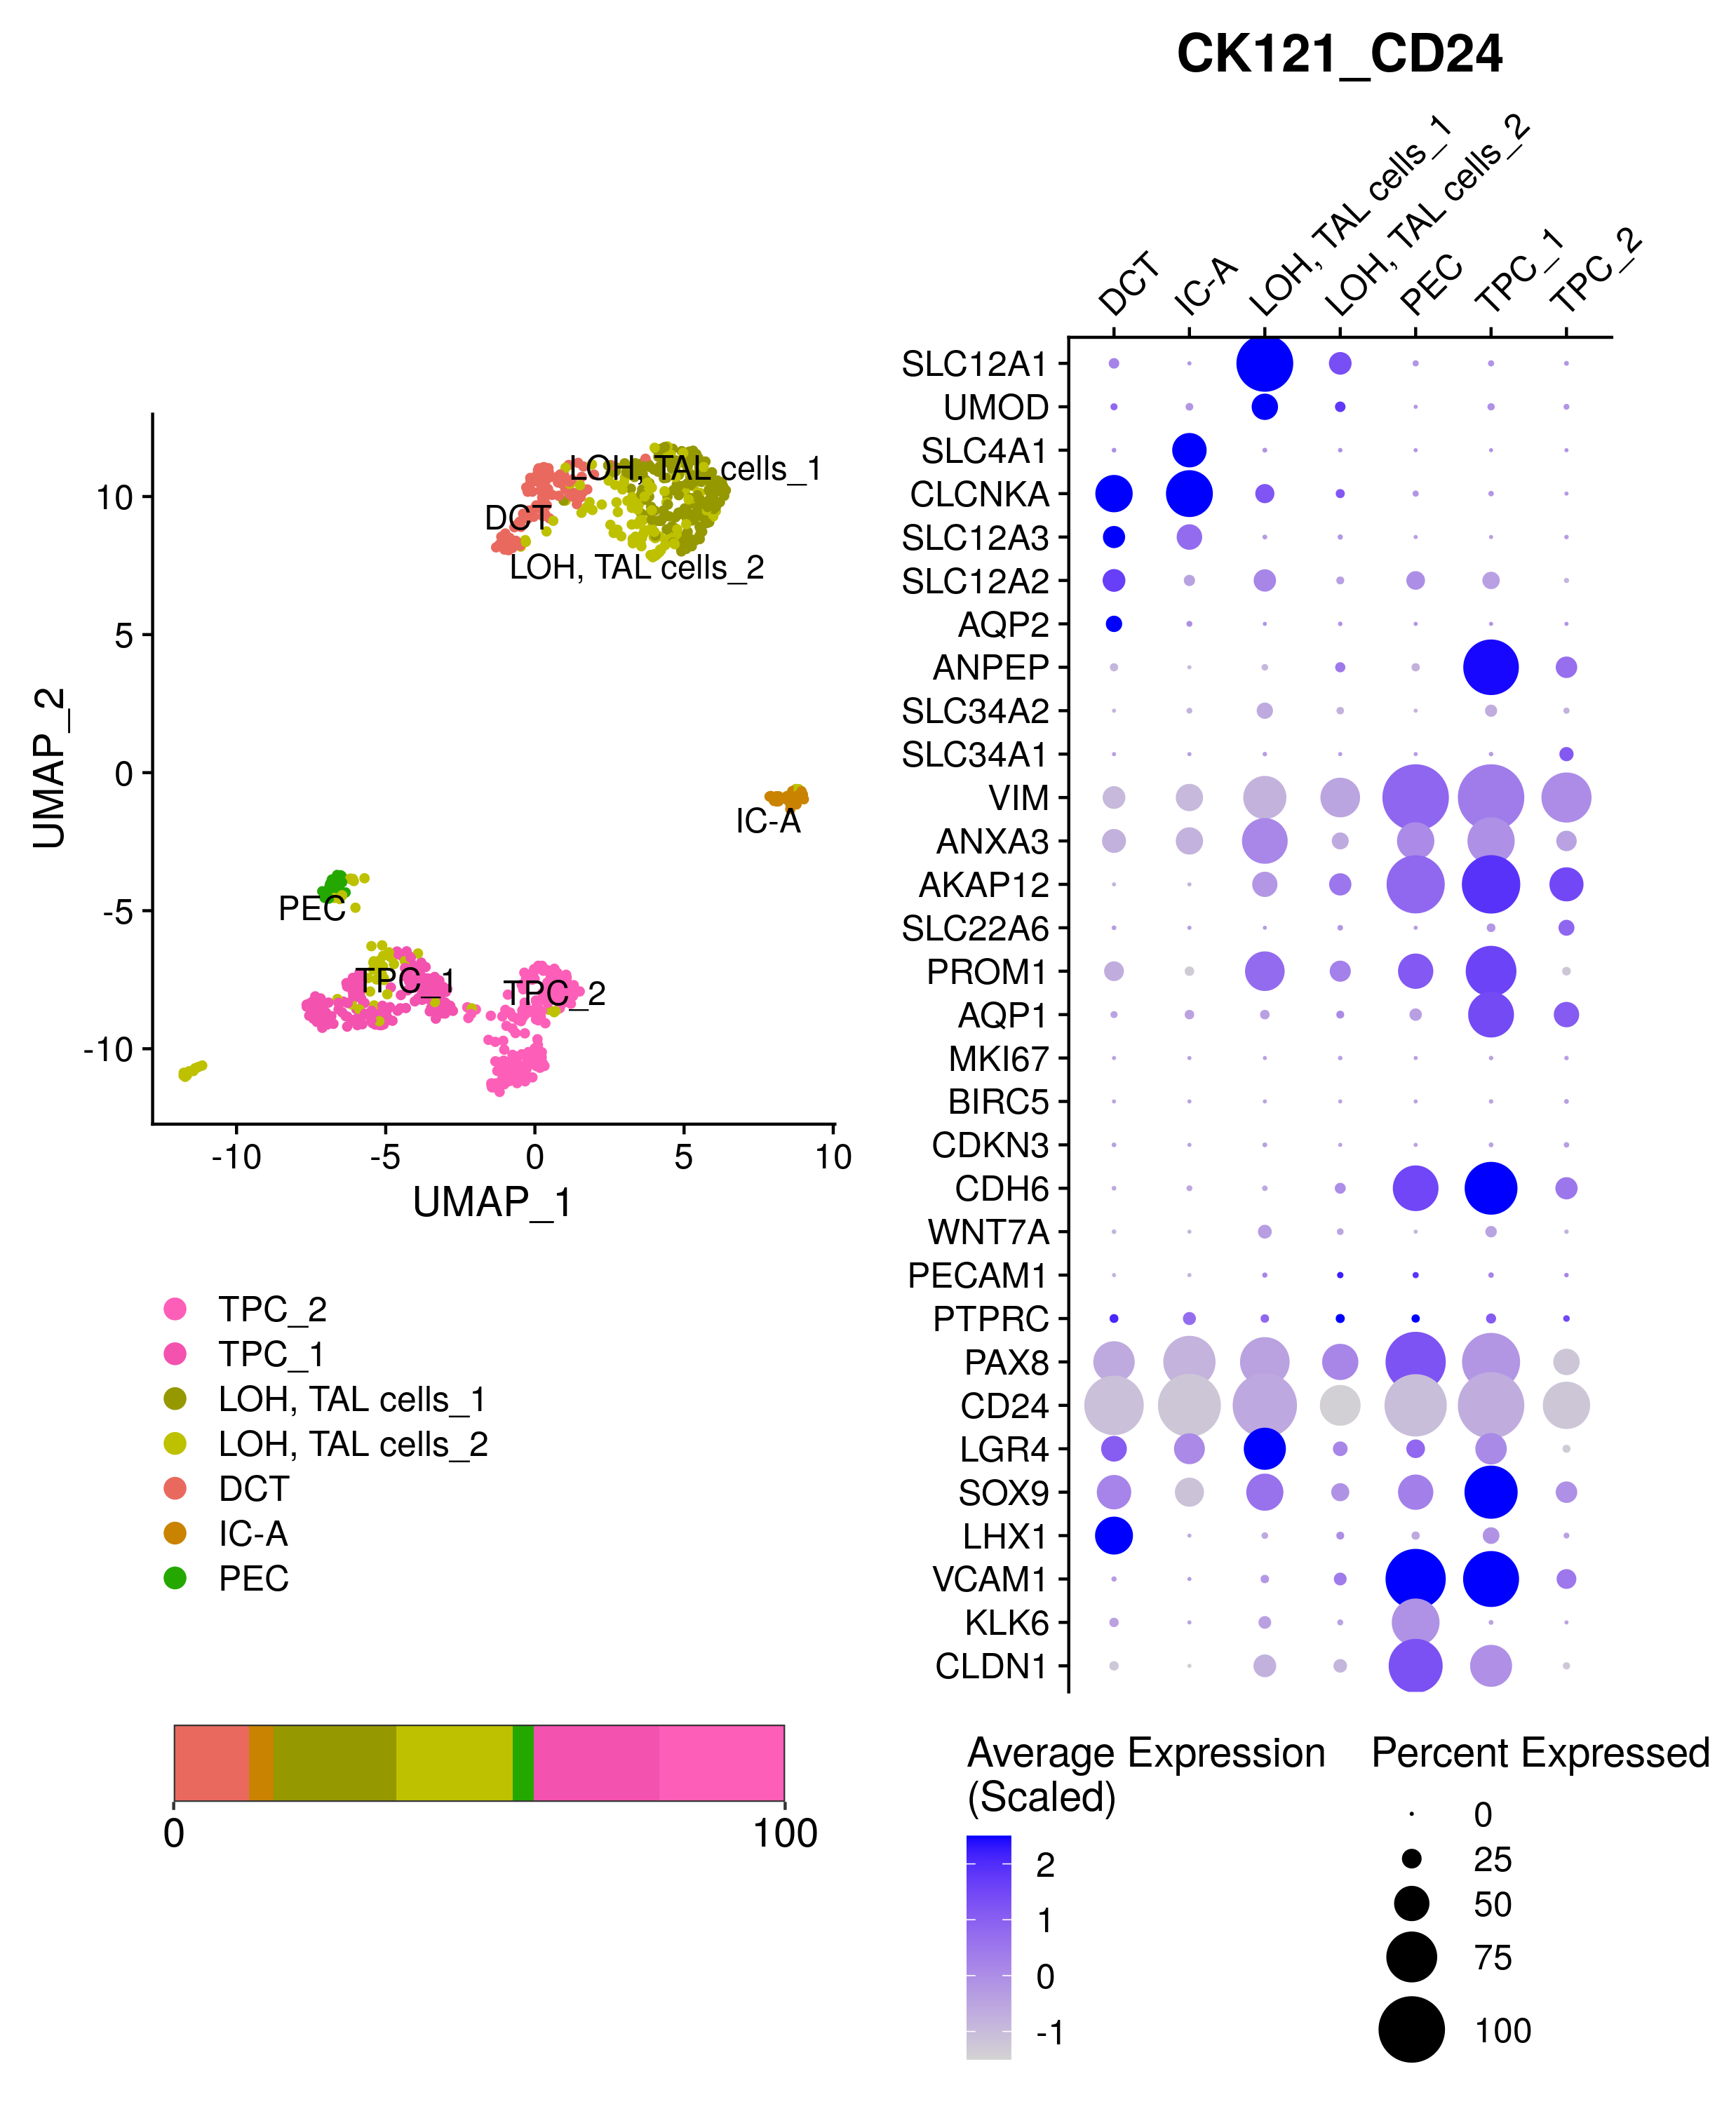 CK121_CD24
DCT
IC-A
LOH, TAL cells_1
LOH, TAL cells_2
PEC
TPC_1
TPC_2
SLC12A1
UMOD
SLC4A1
CLCNKA
SLC12A3
SLC12A2
AQP2
ANPEP
SLC34A2
SLC34A1
VIM
ANXA3
AKAP12
SLC22A6
PROM1
AQP1
MKI67
BIRC5
CDKN3
CDH6
WNT7A
PECAM1
PTPRC
PAX8
CD24
LGR4
SOX9
LHX1
VCAM1
KLK6
CLDN1
UMAP_2
10
5
0
-5
-10
LOH, TAL cells_1
DCT
LOH, TAL cells_2
IC-A
PEC
TPC_1
TPC_2
-10
-5
0
5
10
UMAP_1
TPC_2
TPC_1
LOH, TAL cells_1
LOH, TAL cells_2
DCT
IC-A
PEC
0
100
Average Expression
(Scaled)
2
1
0
-1
Percent Expressed
0
25
50
75
100